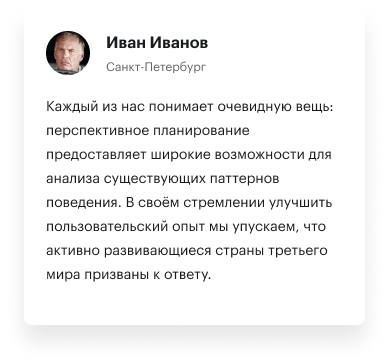 Иван Иванов
Санкт-Петербург
Каждый из нас понимает очевидную вещь:
перспективное планирование
предоставляет широкие возможности для
анализа существующих паттернов
поведения. В своём стремлении улучшить
пользовательский опыт мы упускаем, что
активно развивающиеся страны третьего
мира призваны к ответу.